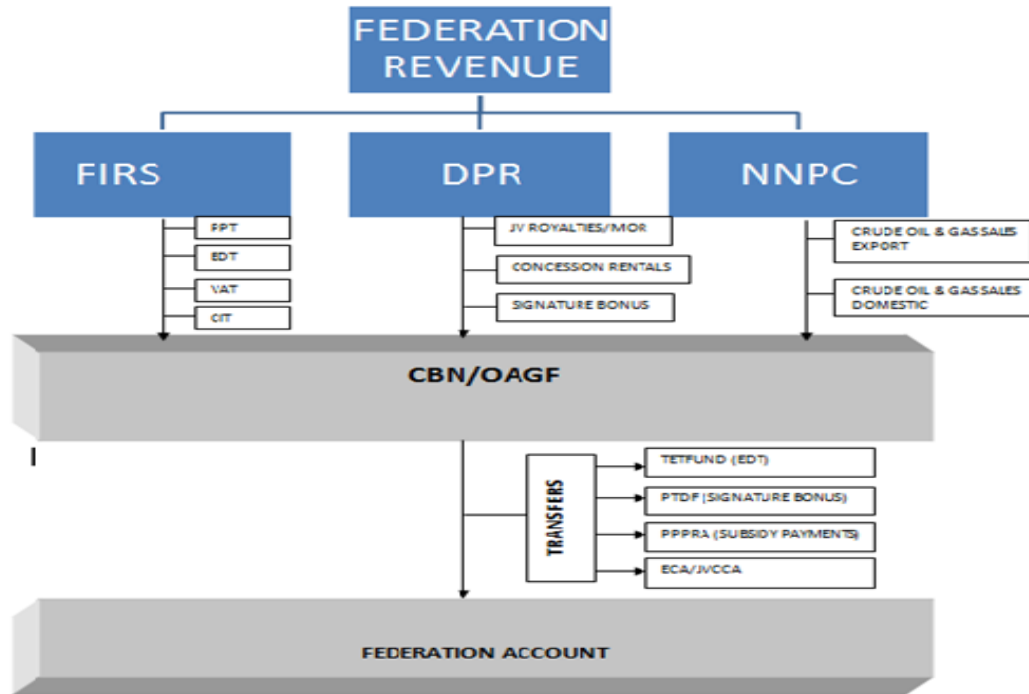 FEDERATION
REVENUE
FIRS
DPR
NNPC
PPT
EDT
VAT
CIT
JV ROYALTIES/MOR
CONCESSION RENTALS
SIGNATURE BONUS
CRUDE OIL & GAS SALES
EXPORT
CRUDE OIL & GAS SALES
DOMESTIC
CBN/OAGF
TRANSFERS
TETFUND (EDT)
PTDF (SIGNATURE BONUS)
PPPRA (SUBSIDY PAYMENTS)
ECA/JVCCA
FEDERATION ACCOUNT